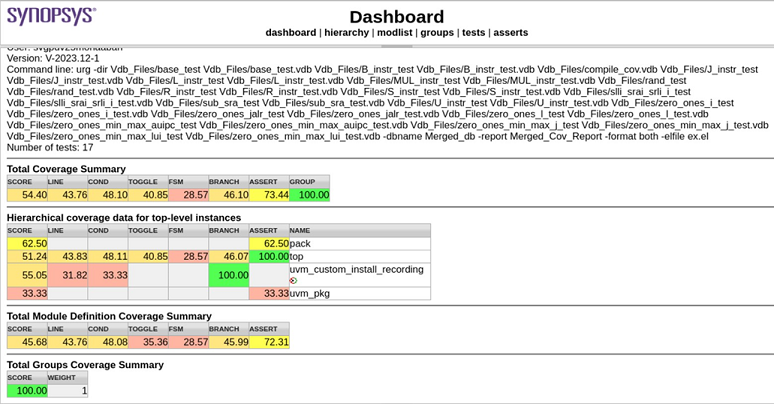 SYNOPSYS®
Dashboard
dashboard | hierarchy | modlist | groups | tests | asserts
Version: V-2023.12-1
Command line: urg -dir Vdb_Files/base_test Vdb_Files/base_test.vdb Vdb_Files/B_instr_test Vdb_Files/B_instr_test.vdb Vdb_Files/compile_cov.vdb Vdb_Files/J_instr_test
Vdb_Files/J_instr_test.vdb Vdb_Files/L_instr_test Vdb_Files/L_instr_test.vdb Vdb_Files/MUL_instr_test Vdb_Files/MUL_instr_test.vdb Vdb_Files/rand_test
Vdb_Files/rand_test.vdb Vdb_Files/R_instr_test Vdb_Files/R_instr_test.vdb Vdb_Files/S_instr_test Vdb_Files/S_instr_test.vdb Vdb_Files/slli_srai_srli_i_test
Vdb_Files/slli_srai_srli_i_test.vdb Vdb_Files/sub_sra_test Vdb_Files/sub_sra_test.vdb Vdb_Files/U_instr_test Vdb_Files/U_instr_test.vdb Vdb_Files/zero_ones_i_test
Vdb_Files/zero_ones_i_test.vdb Vdb_Files/zero_ones_jalr_test Vdb_Files/zero_ones_jalr_test.vdb Vdb_Files/zero_ones_l_test Vdb_Files/zero_ones_l_test.vdb
Vdb_Files/zero_ones_min_max_auipc_test Vdb_Files/zero_ones_min_max_auipc_test.vdb Vdb_Files/zero_ones_min_max_j_test Vdb_Files/zero_ones_min_max_j_test.vdb
Vdb_Files/zero_ones_min_max_lui_test Vdb_Files/zero_ones_min_max_lui_test.vdb -dbname Merged_db -report Merged_Cov_Report -format both -elfile ex.el
Number of tests: 17
Total Coverage Summary
SCORE LINE COND TOGGLE FSM BRANCH ASSERT GROUP
54.40 43.76 48.10 40.85 28.57 46.10 73.44 100.00
Hierarchical coverage data for top-level instances
SCORE LINE COND TOGGLE FSM BRANCH ASSERT NAME
62.50 62.50 pack
51.24 43.83 48.11 40.85 28.57 46.07 100.00 top
55.05 31.82 33.33 100.00 uvm_custom_install_recording
33.33 33.33 uvm_pkg
Total Module Definition Coverage Summary
SCORE LINE COND TOGGLE FSM BRANCH ASSERT
45.68 43.76 48.08 35.36 28.57 45.99 72.31
Total Groups Coverage Summary
SCORE WEIGHT
100.00 1